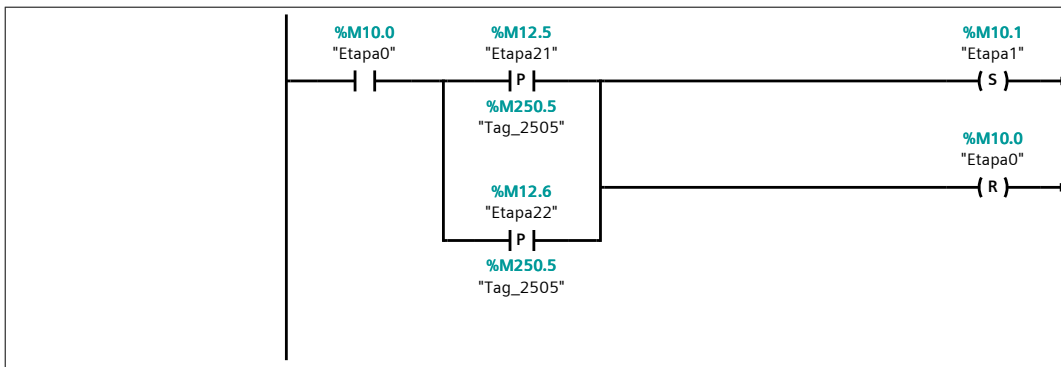 %M10.0
"Etapa0"
%M12.5
"Etapa21"
P
%M250.5
"Tag_2505"
%M10.1
"Etapa1"
S
%M10.0
"Etapa0"
R
%M12.6
"Etapa22"
P
%M250.5
"Tag_2505"